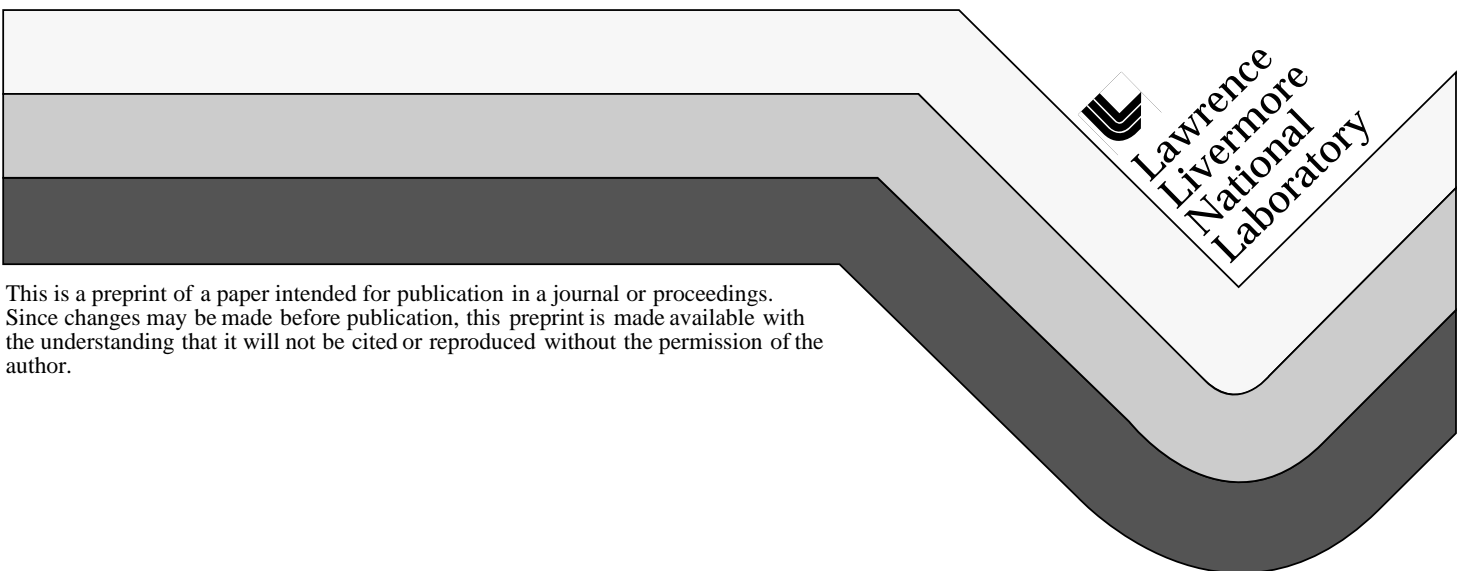 Lawrence
Livermore
National
Laboratory
This is a preprint of a paper intended for publication in a journal or proceedings.
Since changes may be made before publication, this preprint is made available with
the understanding that it will not be cited or reproduced without the permission of the
author.